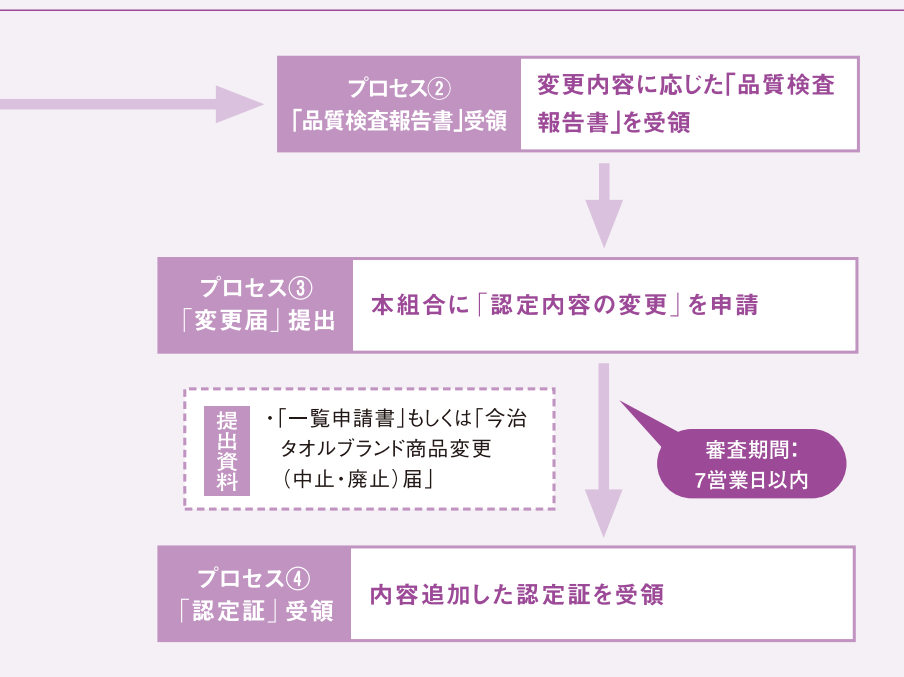 プロセス②
「品質検査報告書」受領
変更内容に応じた「品質検査
報告書」を受領
プロセス③
「変更届」提出
本組合に「認定内容の変更」を申請
提出資料
・「一覧申請書」もしくは「今治
タオルブランド商品変更
（中止・廃止）届」
審査期間：
7営業日以内
プロセス④
「認定証」受領
内容追加した認定証を受領